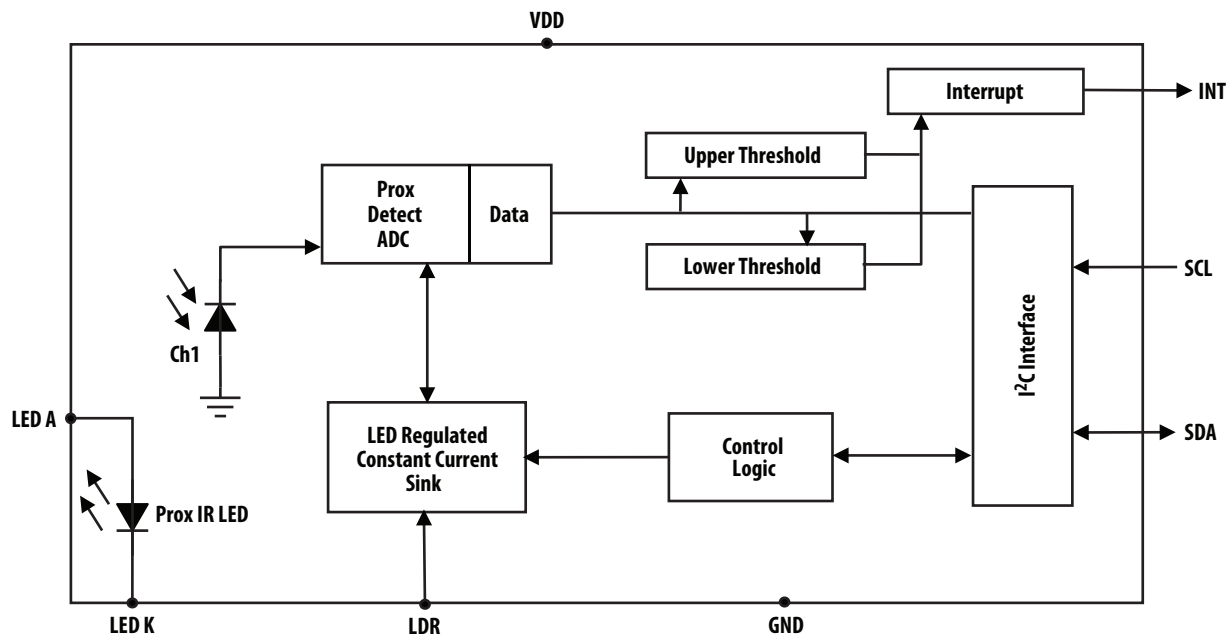 VDD
Interrupt
INT
Upper Threshold
Prox
Detect
ADC
Data
Lower Threshold
SCL
Ch1
I²C Interface
LED A
LED Regulated
Constant Current
Sink
Control
Logic
SDA
Prox IR LED
LED K
LDR
GND